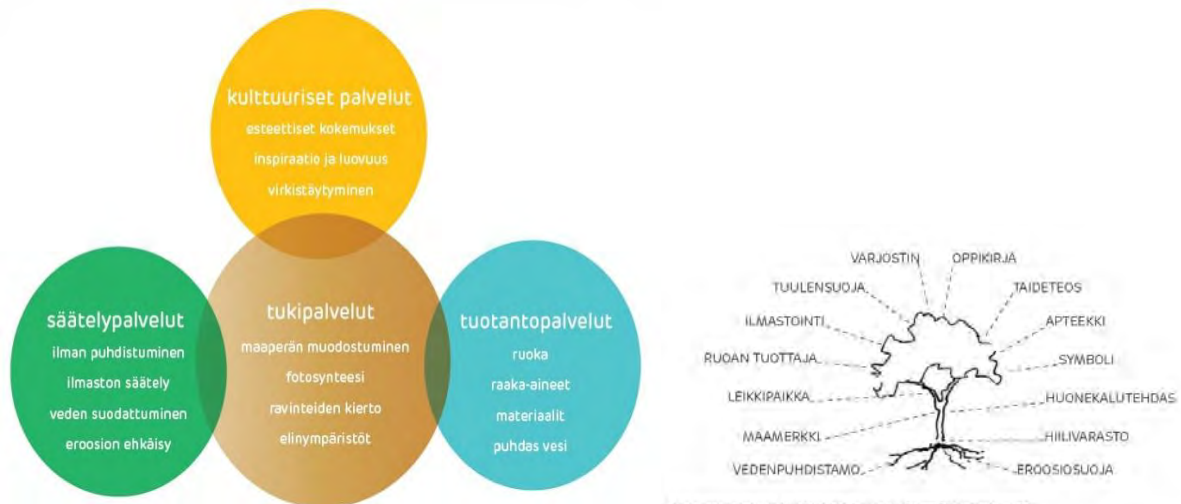 kulttuuriset palvelut
esteettiset kokemukset
inspiraatio ja luovuus
virkistäytyminen
säätelypalvelut
ilman puhdistuminen
ilmaston säätely
veden suodattuminen
eroosion ehkäisy
tukipalvelut
maaperän muodostuminen
fotosynteesi
ravinteiden kierto
elinympäristöt
tuotantopalvelut
ruoka
raaka-aineet
materiaalit
puhdas vesi
VARJOSTIN
OPPIKIRJA
TUULENSUOJA
TAIDETEOS
ILMASTOINTI
APTEEKKI
RUOAN TUOTTAJA
SYMBOLI
LEIKKIPAIKKA
HUONEKALUTEHDAS
MAAMERKKI
HIILIVARASTO
VEDENPUHDISTAMO
EROOSIOSUOJA